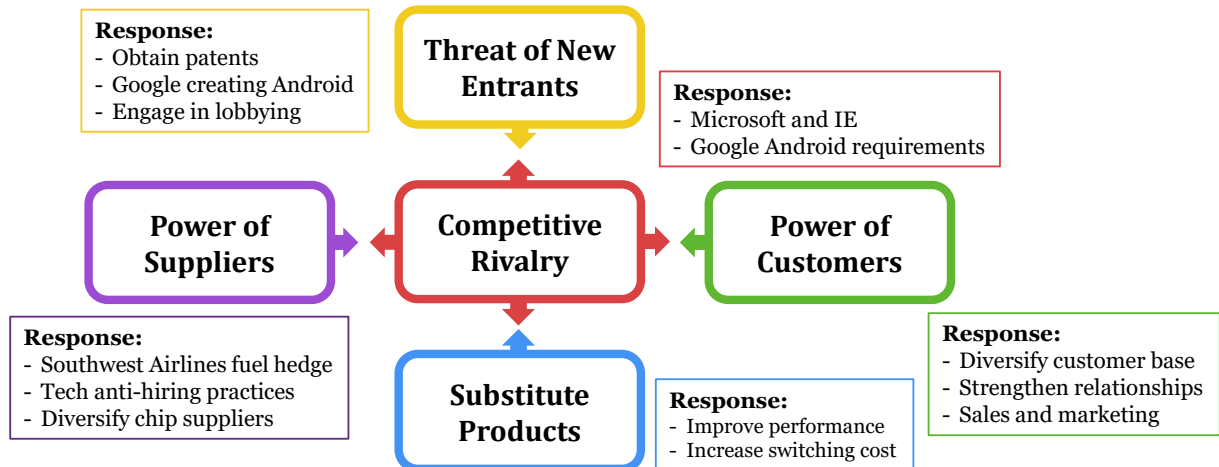 Response:
- Obtain patents
- Google creating Android
- Engage in lobbying
Threat of New
Entrants
Response:
- Microsoft and IE
- Google Android requirements
Power of
Suppliers
Competitive
Rivalry
Power of
Customers
Response:
- Southwest Airlines fuel hedge
- Tech anti-hiring practices
- Diversify chip suppliers
Substitute
Products
Response:
- Improve performance
- Increase switching cost
Response:
- Diversify customer base
- Strengthen relationships
- Sales and marketing